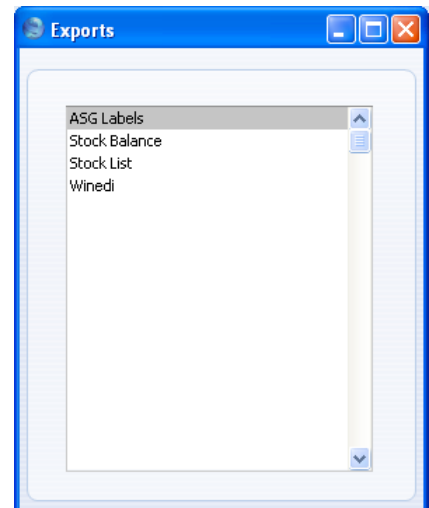 Exports
ASG Labels
Stock Balance
Stock List
Winedi